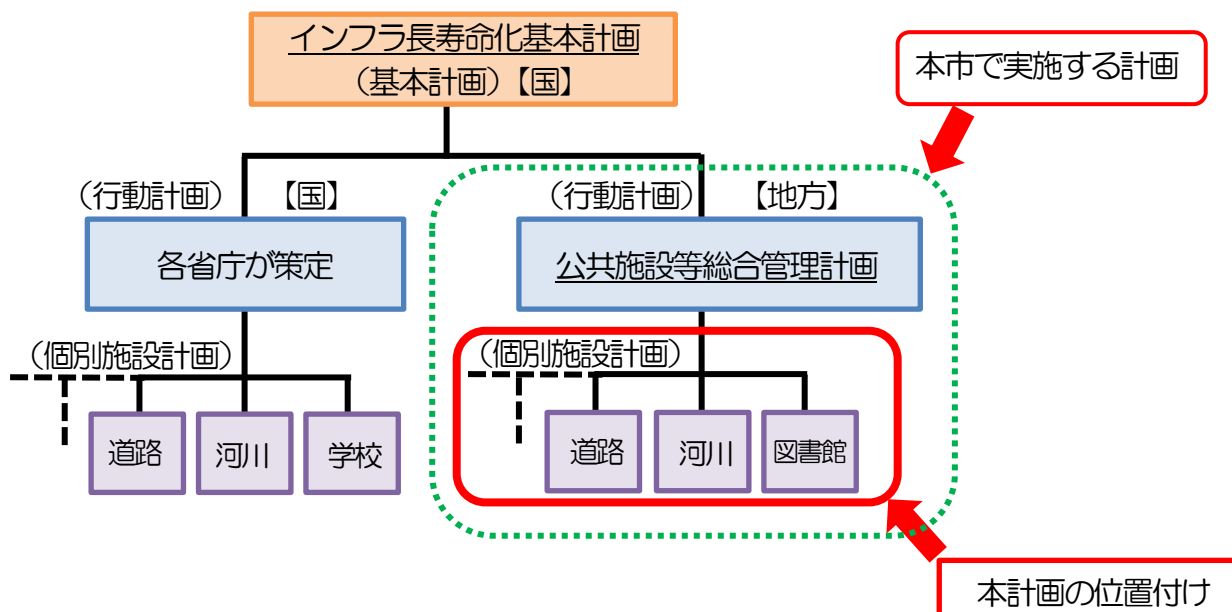 インフラ長寿命化基本計画
（基本計画）【国】
本市で実施する計画
（行動計画）　【国】
（行動計画）　【地方】
各省庁が策定
公共施設等総合管理計画
（個別施設計画）
（個別施設計画）
道路
河川
学校
道路
河川
図書館
本計画の位置付け